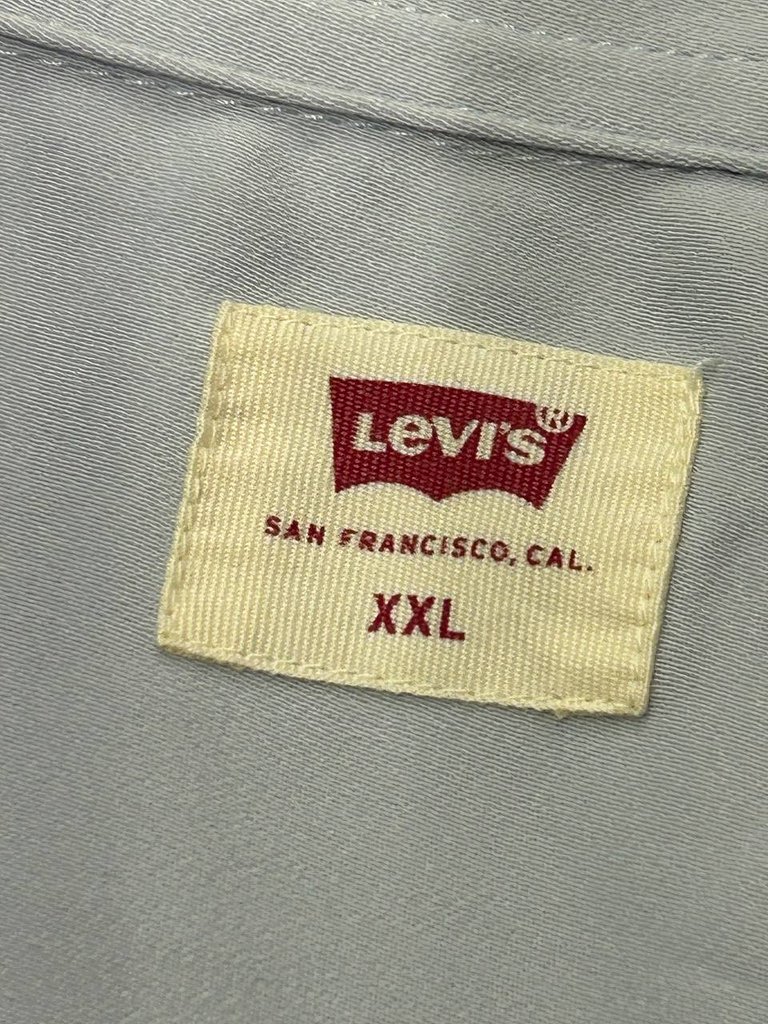 Levi's®
SAN FRANCISCO, CAL.
XXL